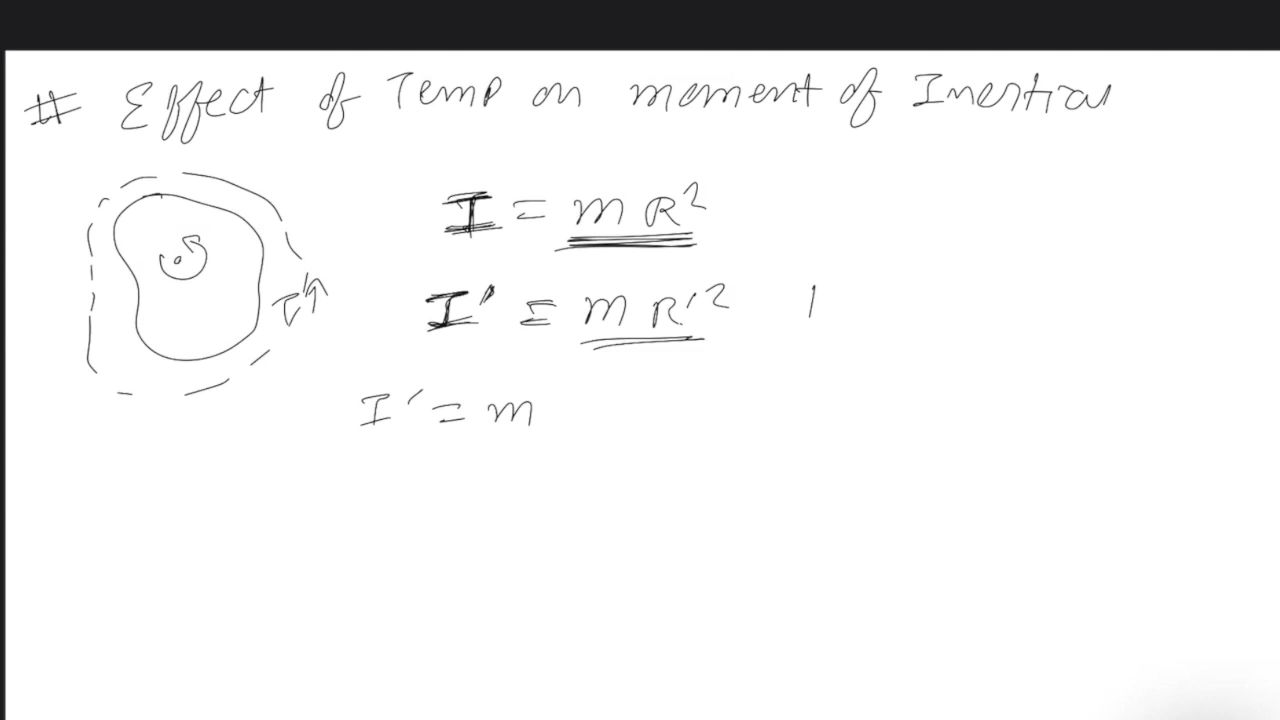 # Effect of Temp on moment of Inertia
I = mR²
T↑
I' = mR'²
I' = m